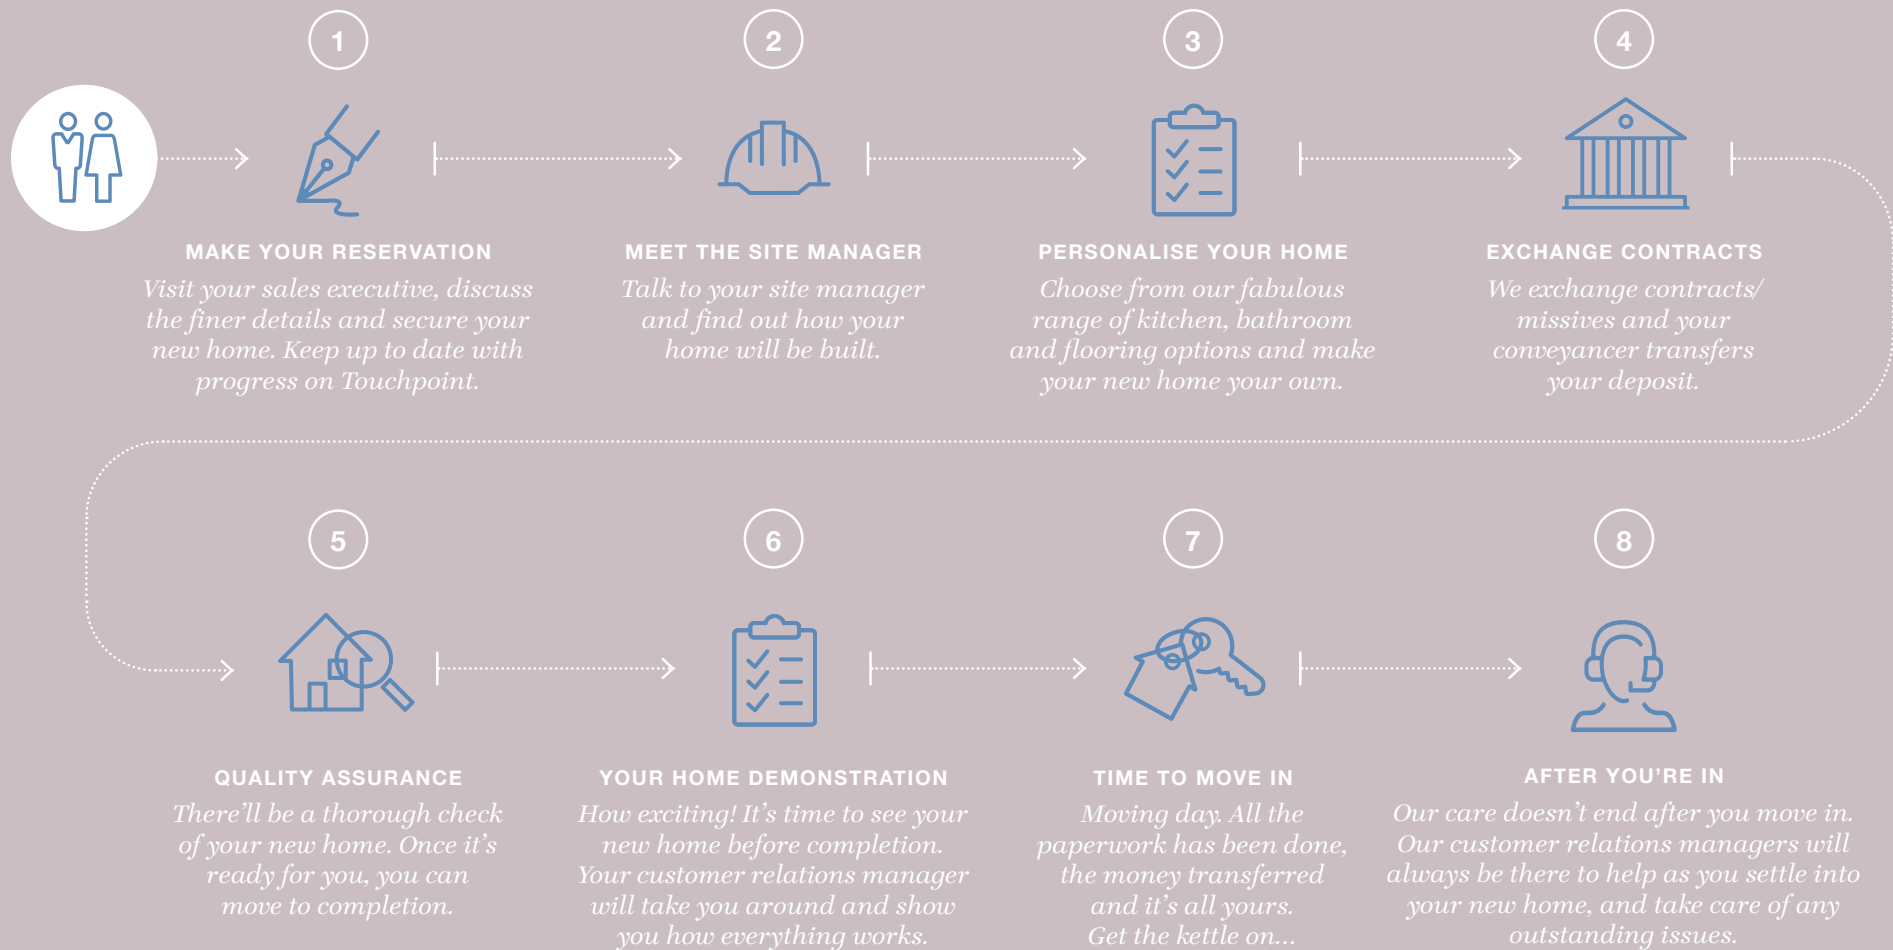 1
MAKE YOUR RESERVATION
Visit your sales executive, discuss
the finer details and secure your
new home. Keep up to date with
progress on Touchpoint.
2
MEET THE SITE MANAGER
Talk to your site manager
and find out how your
home will be built.
3
PERSONALISE YOUR HOME
Choose from our fabulous
range of kitchen, bathroom
and flooring options and make
your new home your own.
4
EXCHANGE CONTRACTS
We exchange contracts/
missives and your
conveyancer transfers
your deposit.
5
QUALITY ASSURANCE
There’ll be a thorough check
of your new home. Once it’s
ready for you, you can
move to completion.
6
YOUR HOME DEMONSTRATION
How exciting! It’s time to see your
new home before completion.
Your customer relations manager
will take you around and show
you how everything works.
7
TIME TO MOVE IN
Moving day. All the
paperwork has been done,
the money transferred
and it’s all yours.
Get the kettle on...
8
AFTER YOU’RE IN
Our care doesn’t end after you move in.
Our customer relations managers will
always be there to help as you settle into
your new home, and take care of any
outstanding issues.